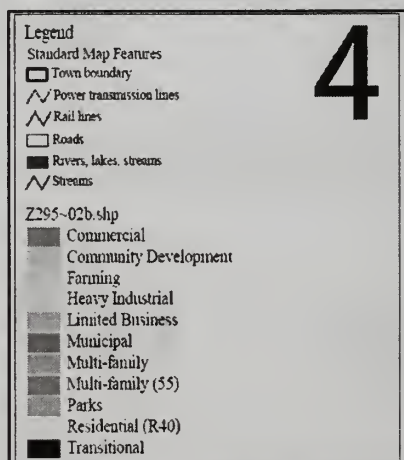 Legend
4
Standard Map Features
Town boundary
Power transmission lines
Rail lines
Roads
Rivers, lakes, streams
Streams
Z295~02b.shp
Commercial
Community Development
Farming
Heavy Industrial
Limited Business
Municipal
Multi-family
Multi-family (55)
Parks
Residential (R40)
Transitional